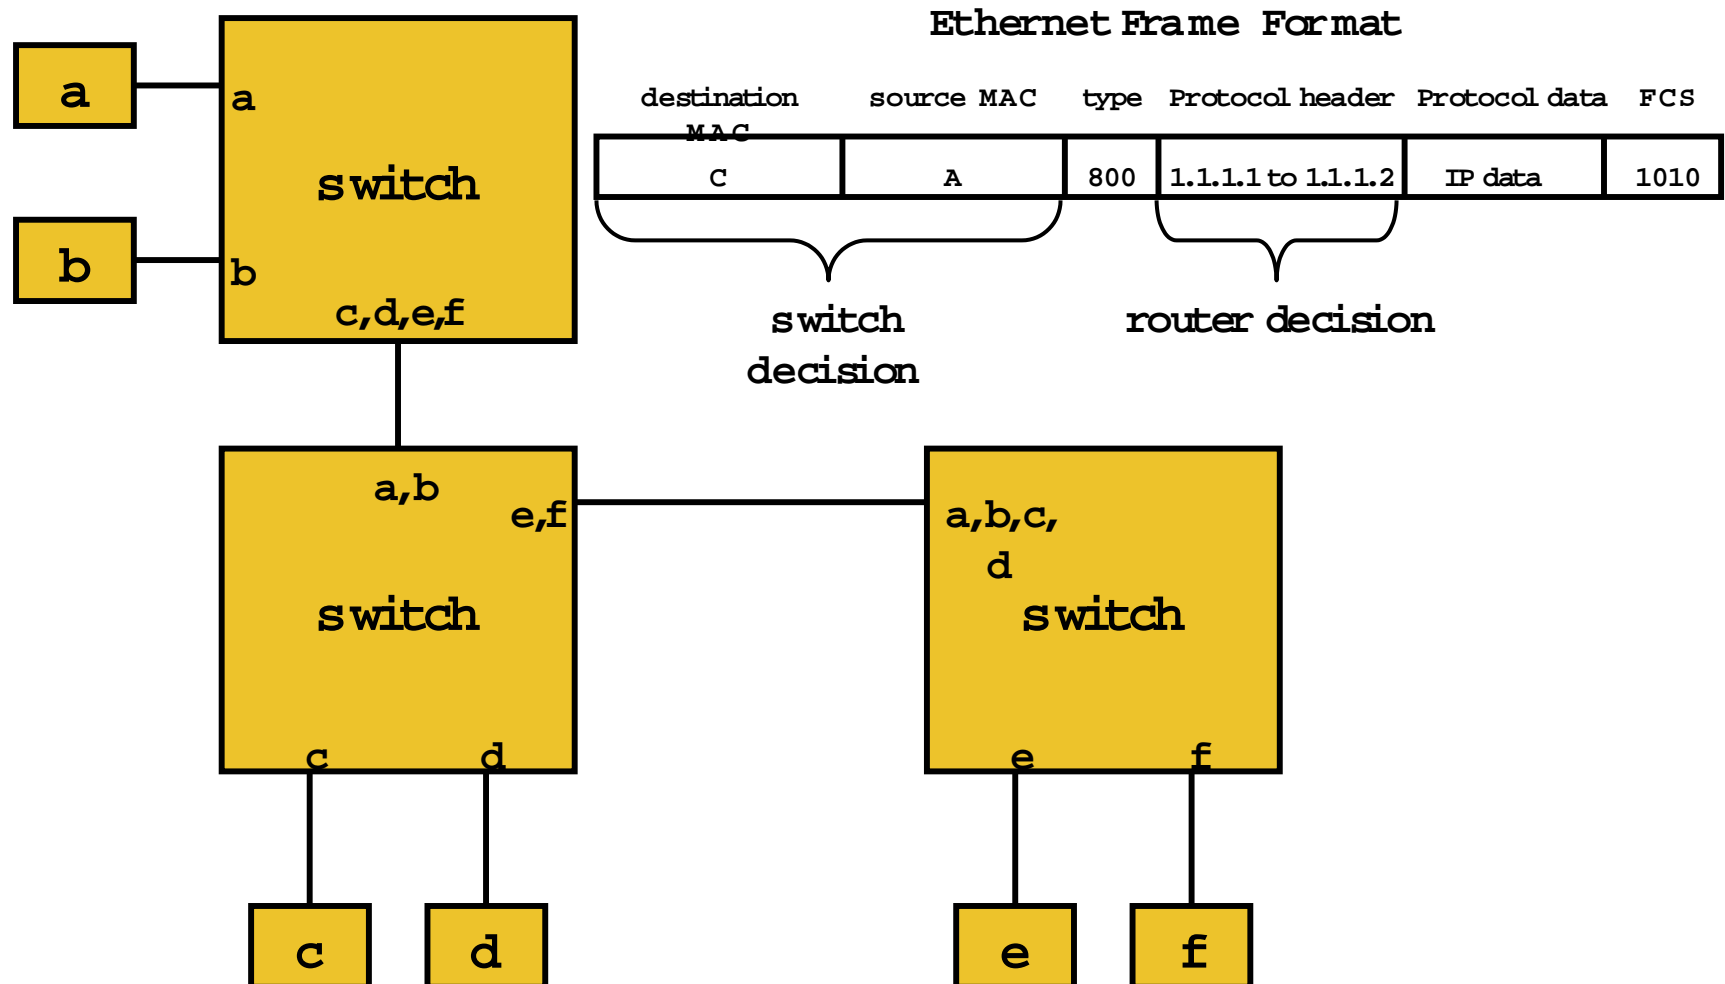 Ethernet Frame Format
destination MAC
source MAC
type
Protocol header
Protocol data
FCS
C
A
800
1.1.1.1 to 1.1.1.2
IP data
1010
switch
decision
router decision
a
a
switch
b
b
c,d,e,f
a,b
e,f
switch
c
d
a,b,c,
d
switch
e
f
c
d
e
f